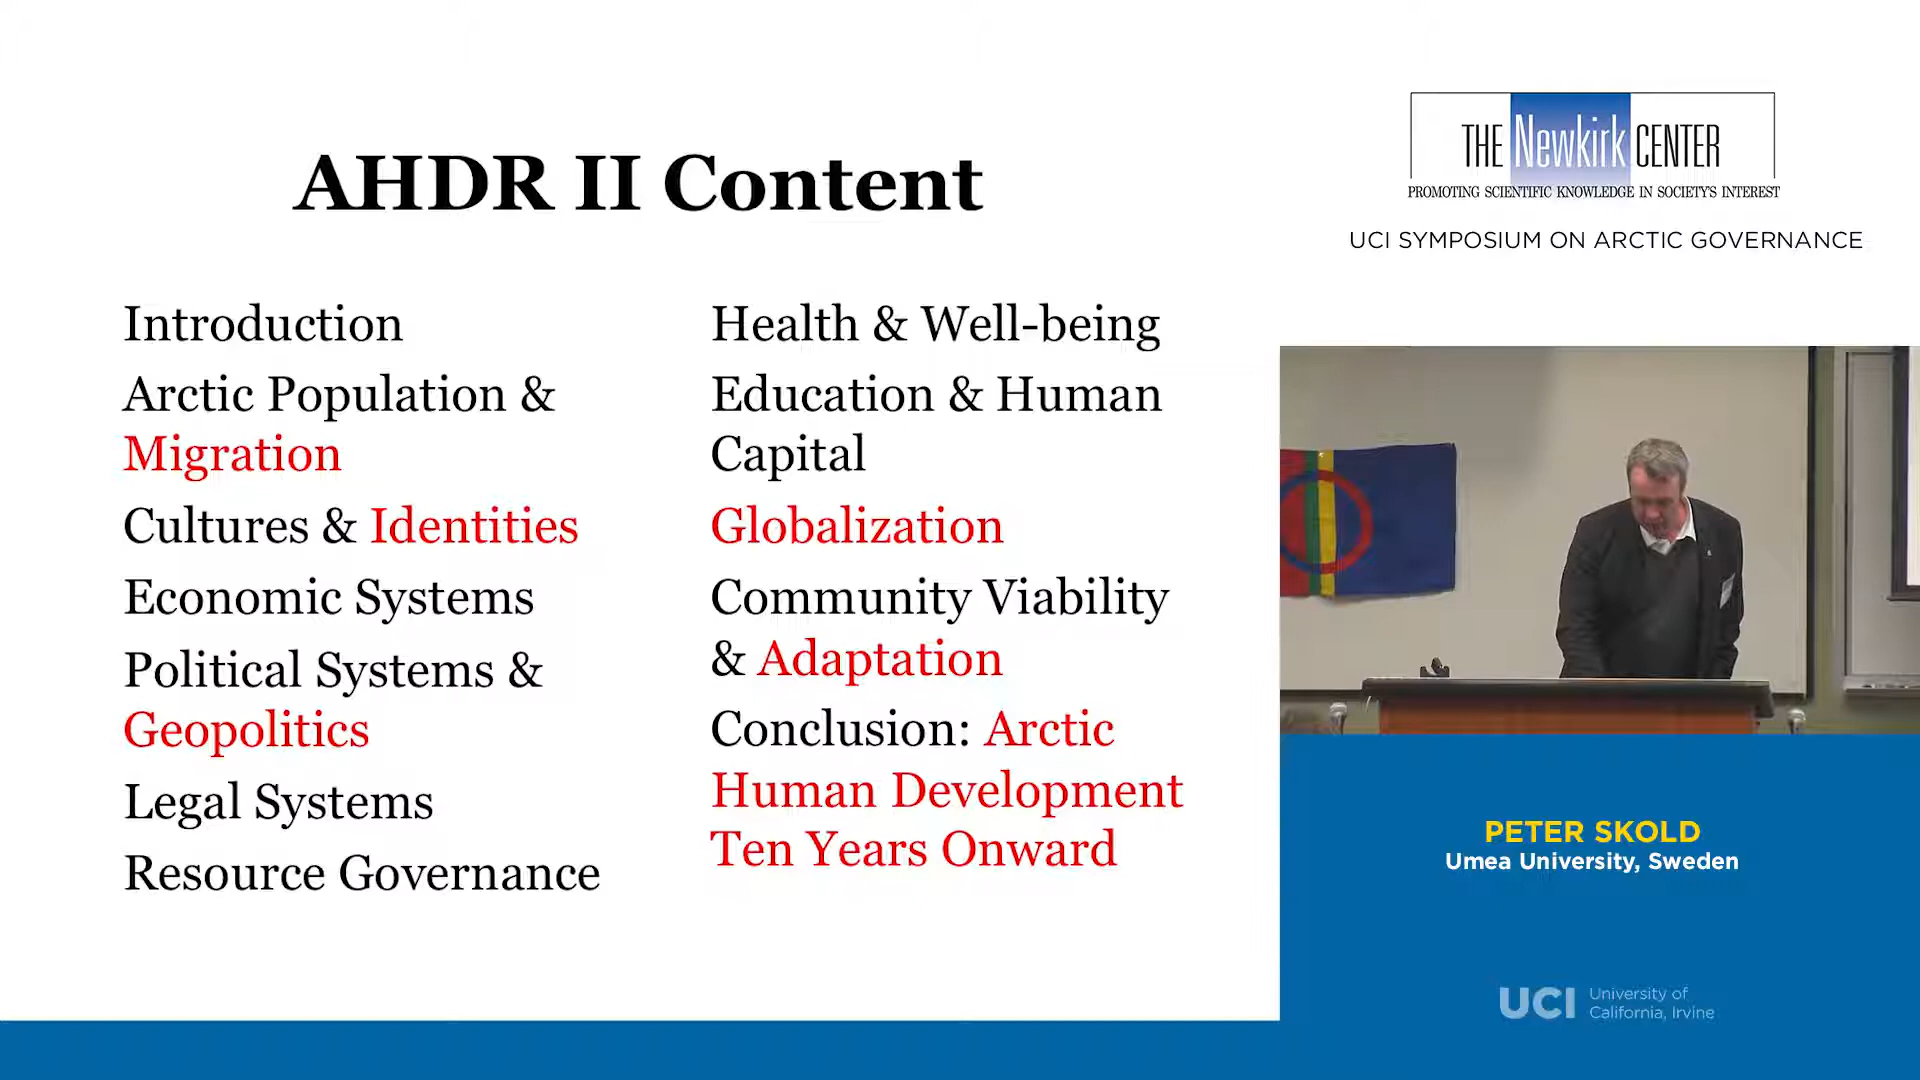 AHDR II Content
Introduction
Arctic Population &
Migration
Cultures & Identities
Economic Systems
Political Systems &
Geopolitics
Legal Systems
Resource Governance
Health & Well-being
Education & Human
Capital
Globalization
Community Viability
& Adaptation
Conclusion: Arctic
Human Development
Ten Years Onward
THE Newkirk CENTER
PROMOTING SCIENTIFIC KNOWLEDGE IN SOCIETY'S INTEREST
UCI SYMPOSIUM ON ARCTIC GOVERNANCE
PETER SKOLD
Umea University, Sweden
UCI University of
California, Irvine